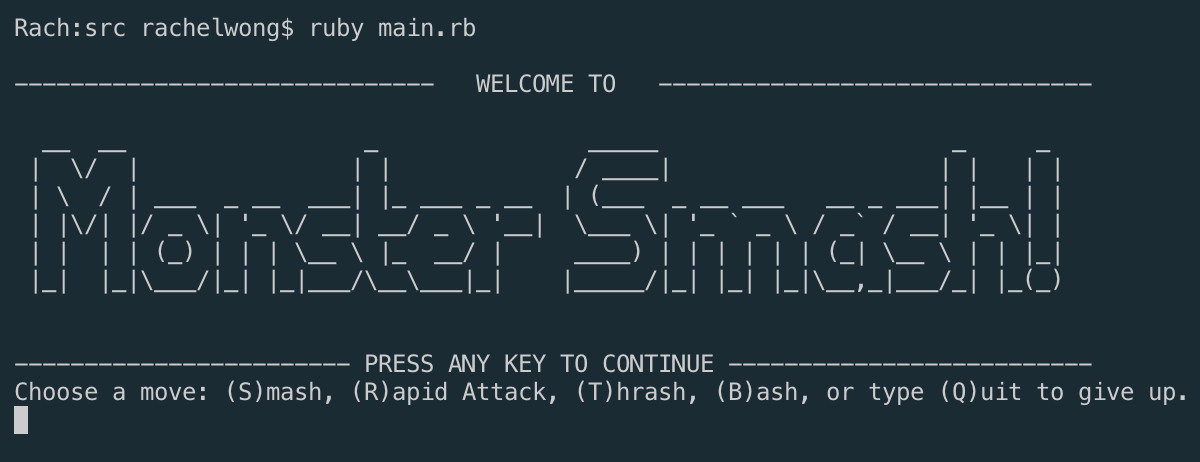 Rach:src rachelwong$ ruby main.rb
------------------------------   WELCOME TO   -------------------------------
Monster Smash!
------------------------ PRESS ANY KEY TO CONTINUE --------------------------
Choose a move: (S)mash, (R)apid Attack, (T)hrash, (B)ash, or type (Q)uit to give up.